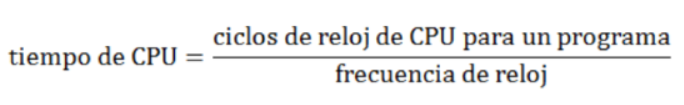 tiempo de CPU = ciclos de reloj de CPU para un programa
frecuencia de reloj